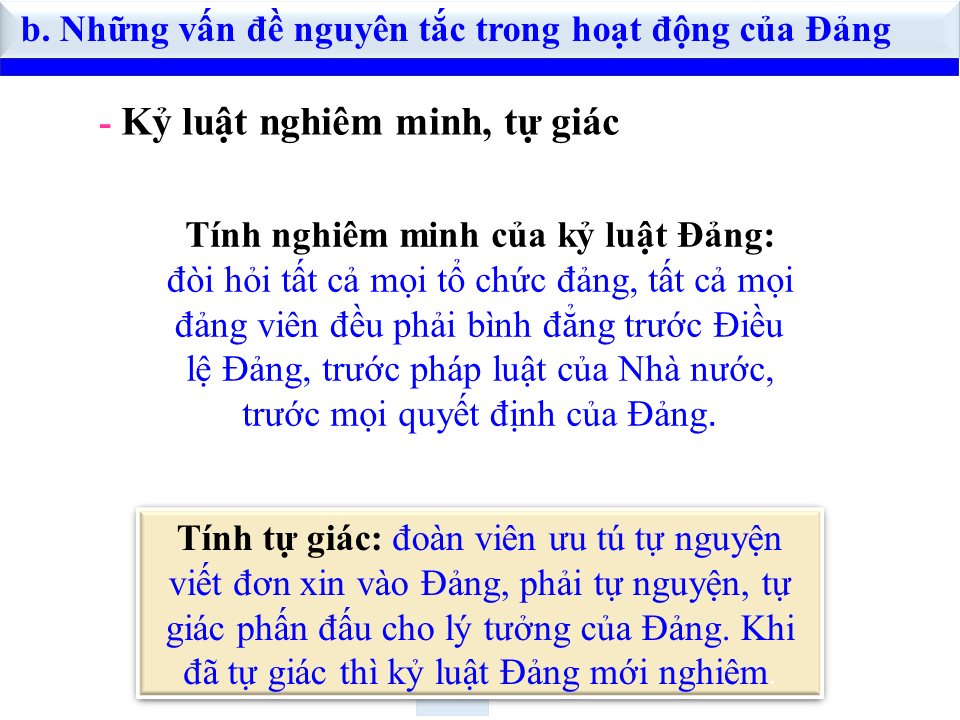 b. Những vấn đề nguyên tắc trong hoạt động của Đảng
- Kỷ luật nghiêm minh, tự giác
Tính nghiêm minh của kỷ luật Đảng:
đòi hỏi tất cả mọi tổ chức đảng, tất cả mọi
đảng viên đều phải bình đẳng trước Điều
lệ Đảng, trước pháp luật của Nhà nước,
trước mọi quyết định của Đảng.
Tính tự giác: đoàn viên ưu tú tự nguyện
viết đơn xin vào Đảng, phải tự nguyện, tự
giác phấn đấu cho lý tưởng của Đảng. Khi
đã tự giác thì kỷ luật Đảng mới nghiêm.